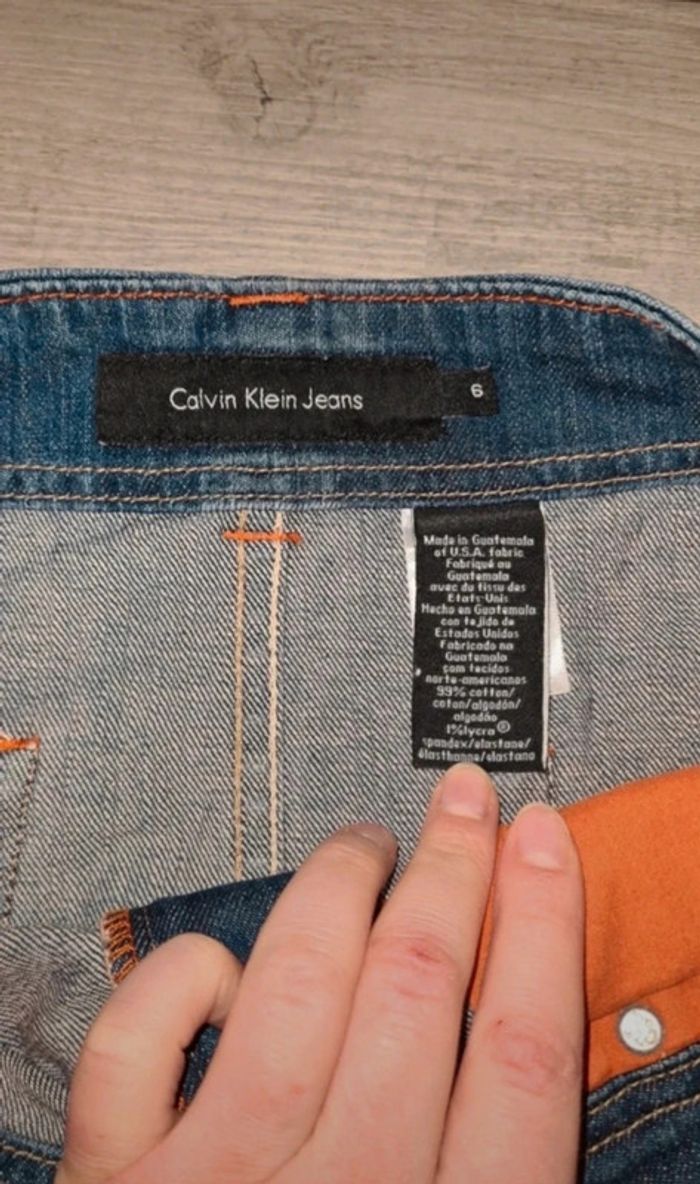 Calvin Klein Jeans
6
Made in Guatemala
of U.S.A. fabric
Fabriqué au
Guatemala
avec du tissu des
Etats-Unis
Hecho en Guatemala
con tejido de
Estados Unidos
Fabricado na
Guatemala
com tecidos
norte-americanos
99% cotton/
coton/algodón/
algodão
1%lycra®
spandex/elastane/
élasthanne/elastano